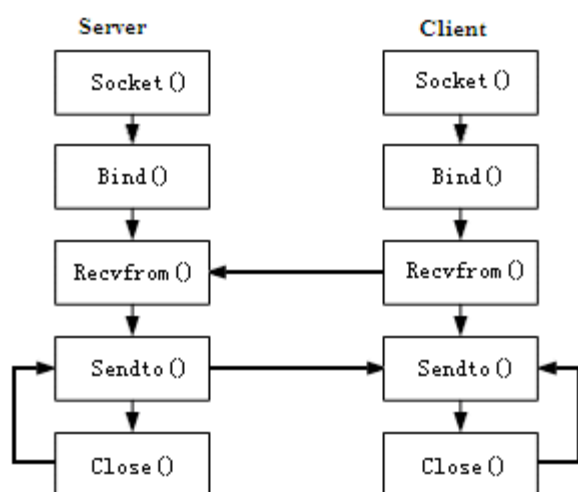 Server
Client
Socket()
Socket()
Bind()
Bind()
Recvfrom()
Recvfrom()
Sendto()
Sendto()
Close()
Close()